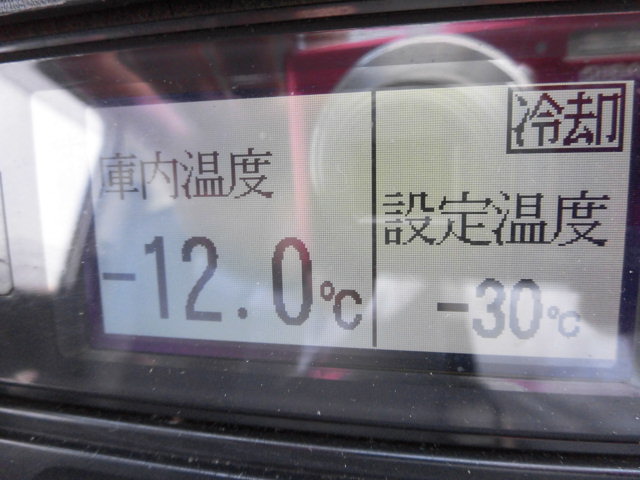 冷却
庫内温度
設定温度
-12.0℃
-30℃